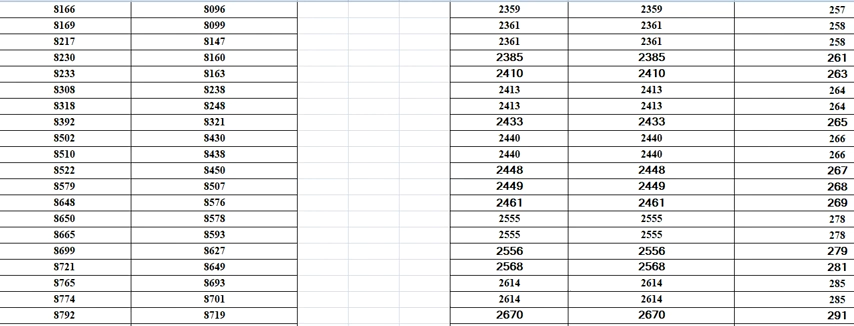 8166 8096 2359 2359 257
8169 8099 2361 2361 258
8217 8147 2361 2361 258
8230 8160 2385 2385 261
8233 8163 2410 2410 263
8308 8238 2413 2413 264
8318 8248 2413 2413 264
8392 8321 2433 2433 265
8502 8430 2440 2440 266
8510 8438 2440 2440 266
8522 8450 2448 2448 267
8579 8507 2449 2449 268
8648 8576 2461 2461 269
8650 8578 2555 2555 278
8665 8593 2555 2555 278
8699 8627 2556 2556 279
8721 8649 2568 2568 281
8765 8693 2614 2614 285
8774 8701 2614 2614 285
8792 8719 2670 2670 291